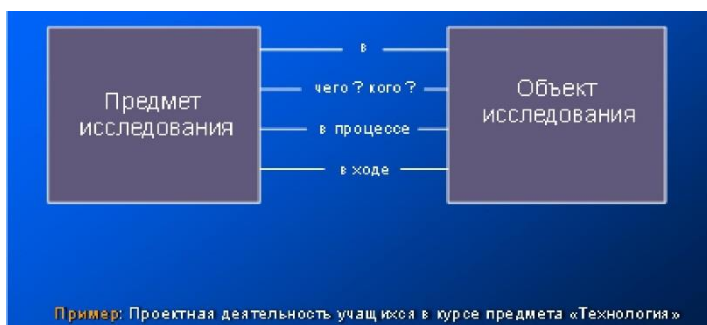 Предмет
исследования
в
чего? кого?
в процессе
в ходе
Объект
исследования
Пример: Проектная деятельность учащихся в курсе предмета «Технология»